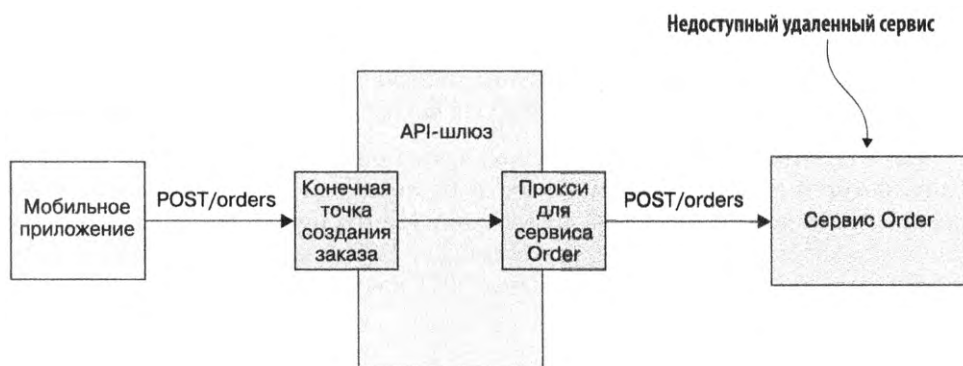 Недоступный удаленный сервис
API-шлюз
Мобильное
приложение
POST/orders
Конечная
точка
создания
заказа
Прокси
для
сервиса
Order
POST/orders
Сервис Order